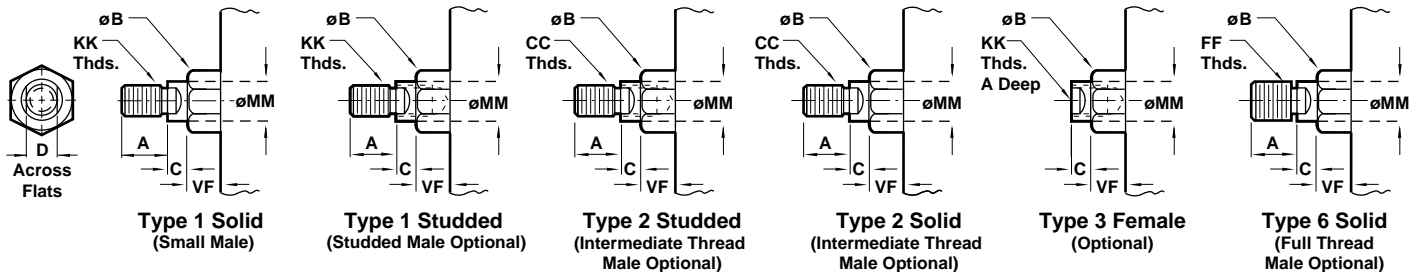 D
Across
Flats
øB
KK
Thds.
øMM
A
C
VF
Type 1 Solid
(Small Male)
øB
KK
Thds.
øMM
A
C
VF
Type 1 Studded
(Studded Male Optional)
øB
CC
Thds.
øMM
A
C
VF
Type 2 Studded
(Intermediate Thread
Male Optional)
øB
CC
Thds.
øMM
A
C
VF
Type 2 Solid
(Intermediate Thread
Male Optional)
øB
KK
Thds.
A Deep
øMM
C
VF
Type 3 Female
(Optional)
øB
FF
Thds.
øMM
A
C
VF
Type 6 Solid
(Full Thread
Male Optional)